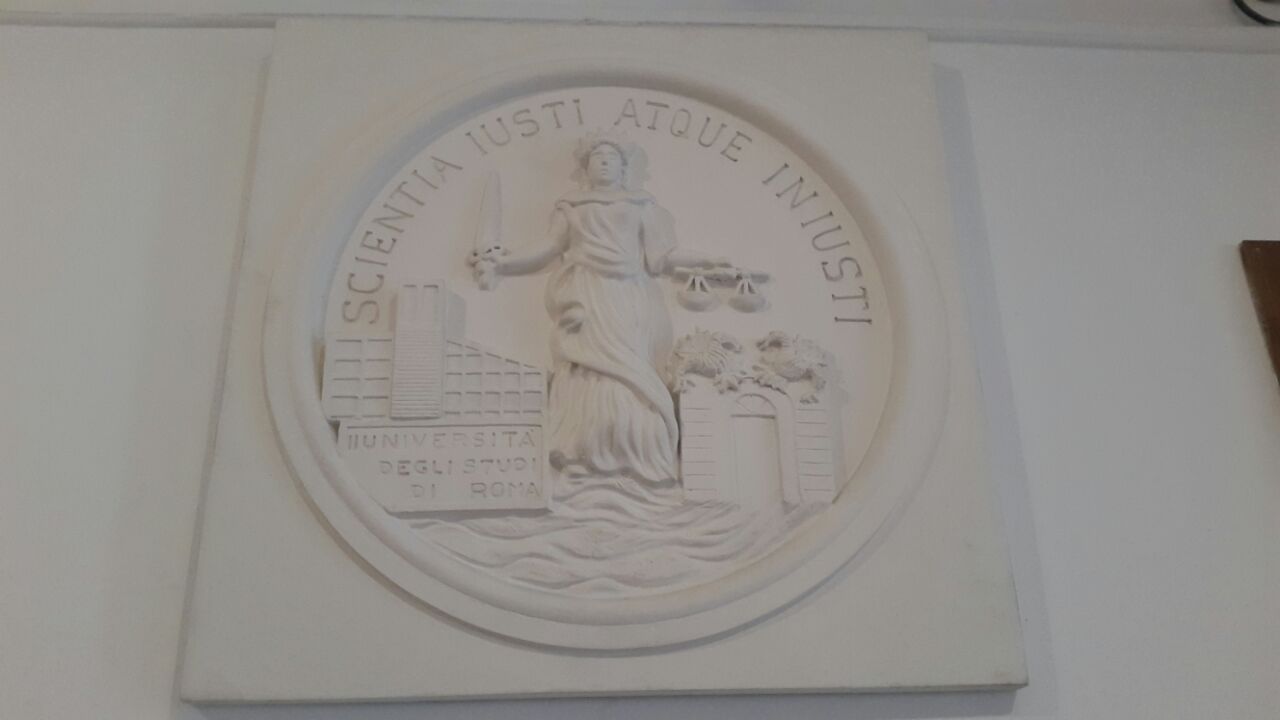 SCIENTIA IUSTI ATQUE INIUSTI
II UNIVERSITÀ
DEGLI STUDI
DI ROMA